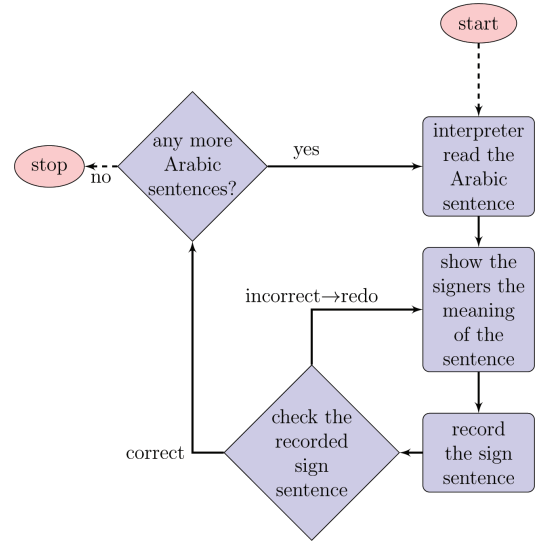 start
interpreter
read the
Arabic
sentence
show the
signers the
meaning
of the
sentence
record
the sign
sentence
check the
recorded
sign
sentence
incorrect→redo
correct
any more
Arabic
sentences?
yes
no
stop